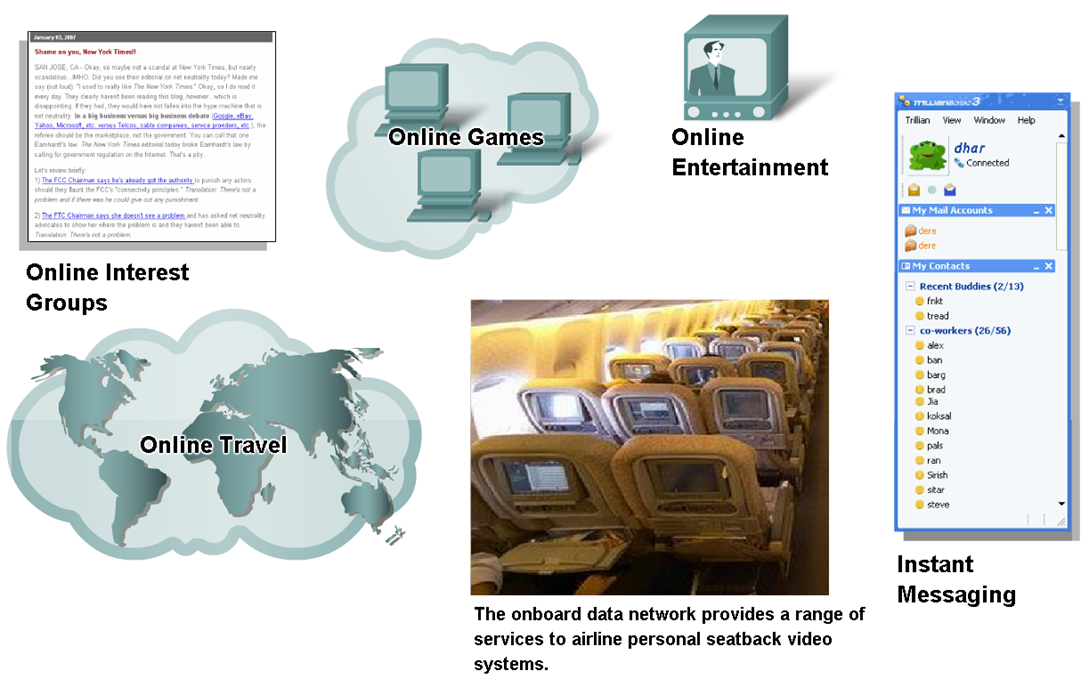 January 03, 2007
Shame on you, New York Times!!
SAN JOSE, CA - Okay, so maybe not a scandal at New York Times, but nearly
scandalous...IMHO. Did you see their editorial on net neutrality today? Made me
say (out loud): "I used to really like The New York Times." Okay, so I do read it
every day. They clearly haven't been reading this blog, however...which is
disappointing. If they had, they would have not fallen into the hype machine that is
net neutrality. In a big business versus big business debate (Google, eBay,
Yahoo, Microsoft, etc. versus Telcos, cable companies, service providers, etc.), the
referee should be the marketplace, not the government. You can call that one
Earnhardt's law. The New York Times editorial today broke Earnhardt's law by
calling for government regulation on the Internet. That's a pity.
Let's review briefly:
1) The FCC Chairman says he's already got the authority to punish any actors
should they flaunt the FCC's "connectivity principles." Translation: There's not a
problem and if there was he could give out any punishment.
2) The FTC Chairman says she doesn't see a problem and has asked net neutrality
advocates to show her where the problem is and they haven't been able to.
Translation: There's not a problem.
Online Interest
Groups
Online Games
Online
Entertainment
Online Travel
The onboard data network provides a range of
services to airline personal seatback video
systems.
TRILLIAN BASIC 3
Trillian View Window Help
dhar
Connected
My Mail Accounts
dere
dere
My Contacts
Recent Buddies (2/13)
fnkt
tread
co-workers (26/56)
alex
ban
barg
brad
Jia
koksal
Mona
pals
ran
Sirish
sitar
steve
Instant
Messaging